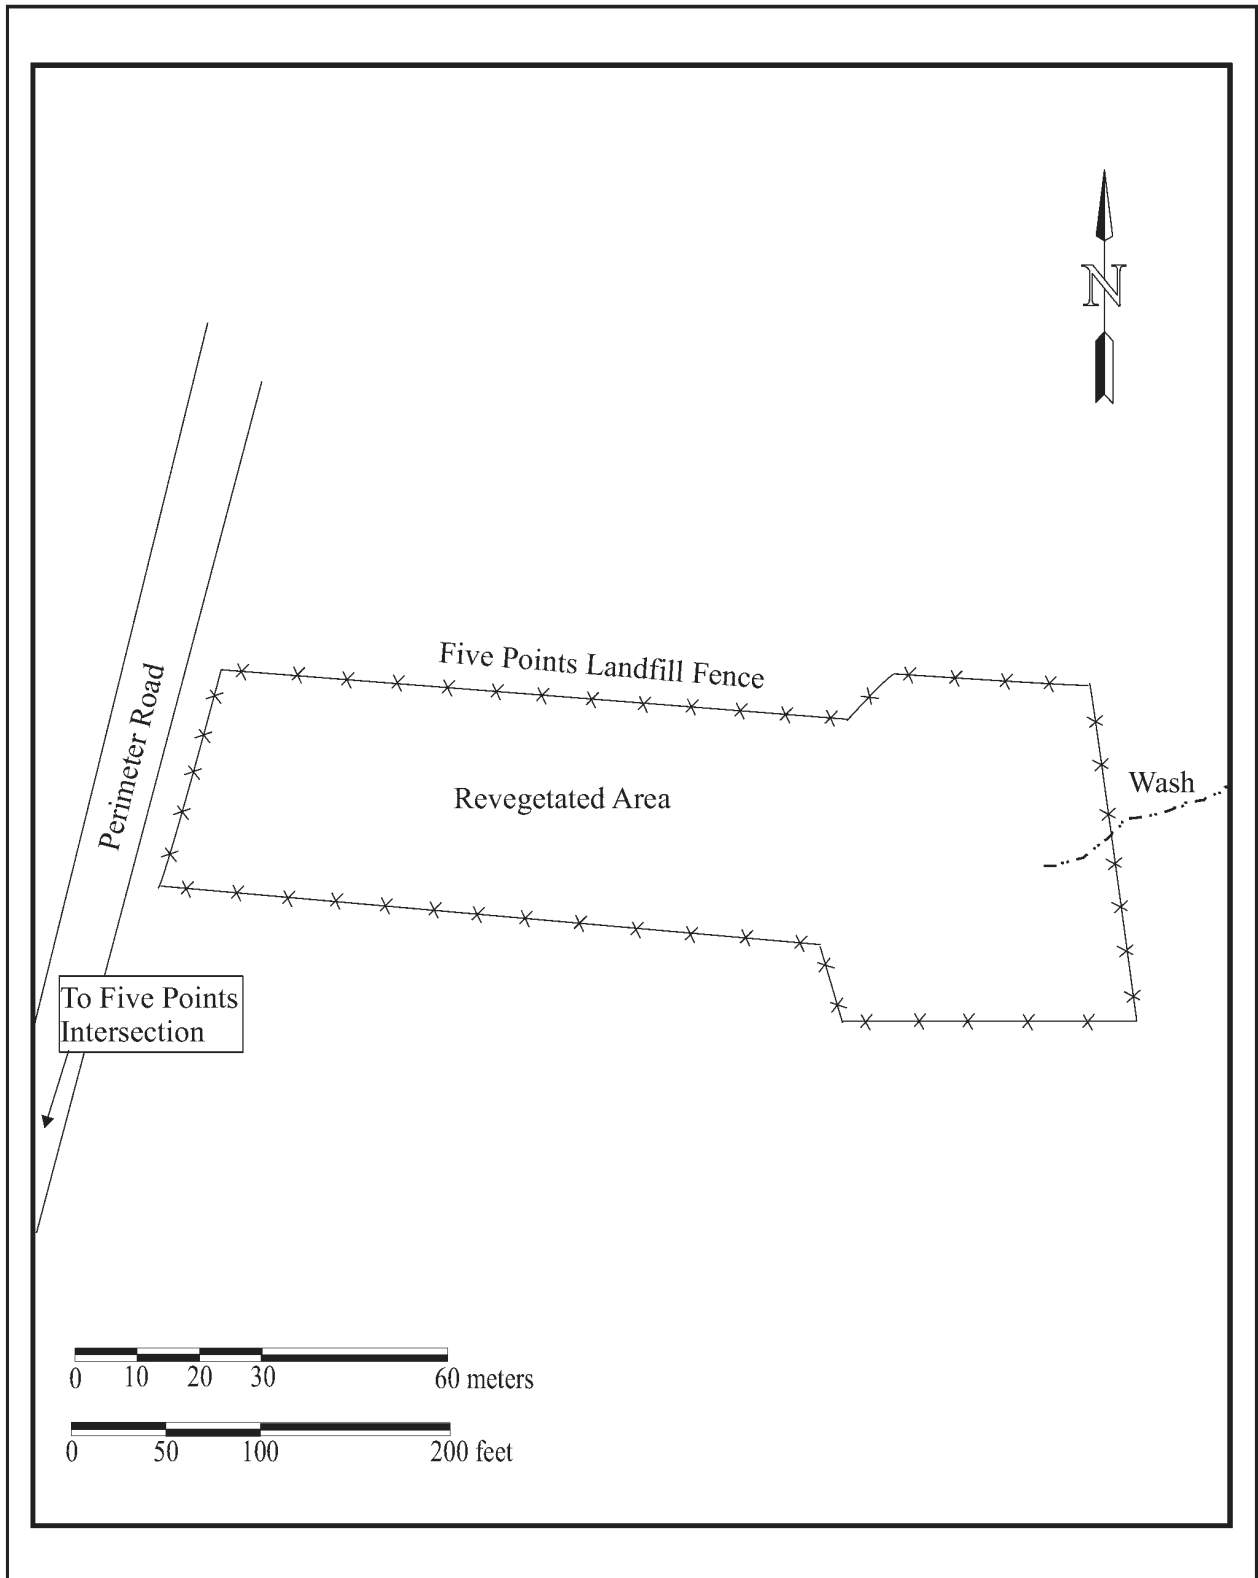 N
Five Points Landfill Fence
Perimeter Road
Wash
Revegetated Area
To Five Points
Intersection
0 10 20 30 60 meters
0 50 100 200 feet